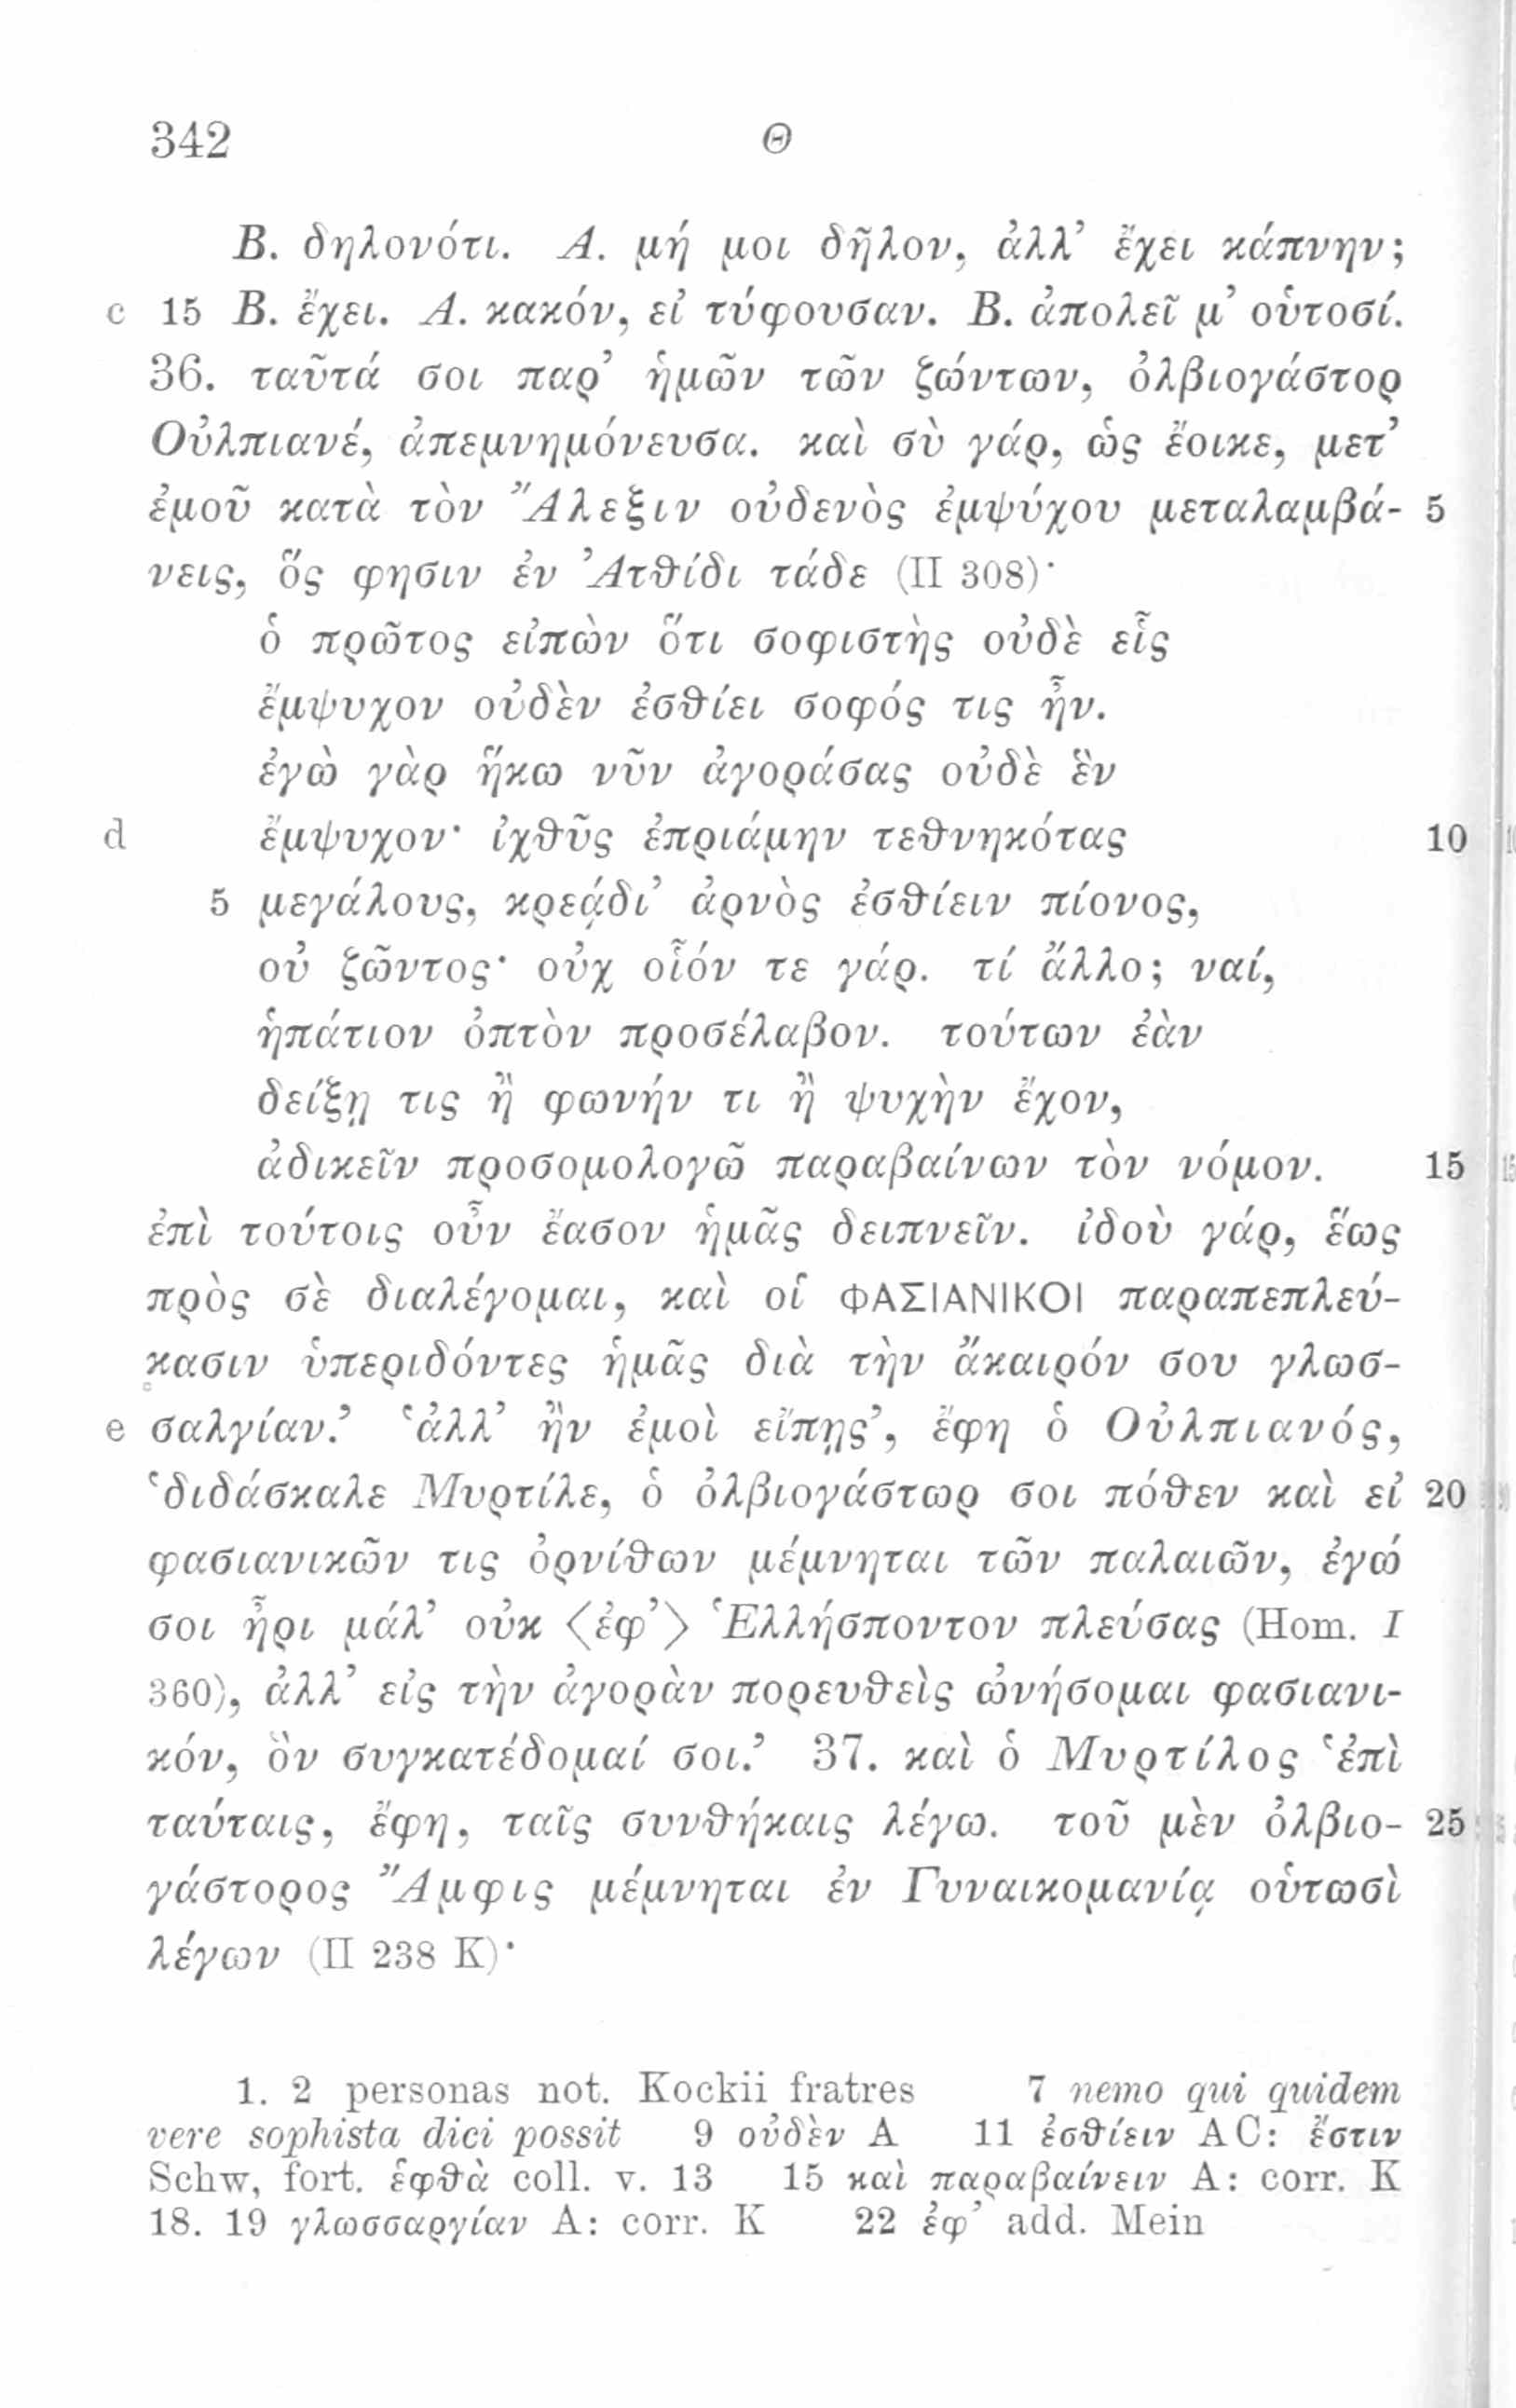 342 Θ
Β. δηλονότι. Α. μή μοι δῆλον, ἀλλ’ ἔχει κάπνην;
c 15 Β. ἔχει. Α. κακόν, εἰ τύφουσαν. Β. ἀπολεῖ μ’ οὑτοσί.
36. ταῦτά σοι παρ’ ἡμῶν τῶν ζώντων, ὀλβιογάστορ
Οὐλπιανέ, ἀπεμνημόνευσα. καὶ σὺ γάρ, ὡς ἔοικε, μετ’
ἐμοῦ κατὰ τὸν Ἄλεξιν οὐδενὸς ἐμψύχου μεταλαμβά- 5
νεις, ὅς φησιν ἐν Ἀτθίδι τάδε (II 308)·
ὁ πρῶτος εἰπὼν ὅτι σοφιστὴς οὐδὲ εἷς
ἔμψυχον οὐδὲν ἐσθίει σοφός τις ἦν.
ἐγὼ γὰρ ἥκω νῦν ἀγοράσας οὐδὲ ἓν
d ἔμψυχον· ἰχθῦς ἐπριάμην τεθνηκότας 10
5 μεγάλους, κρεᾴδι’ ἀρνὸς ἐσθίειν πίονος,
οὐ ζῶντος· οὐχ οἷόν τε γάρ. τί ἄλλο; ναί,
ἡπάτιον ὀπτὸν προσέλαβον. τούτων ἐὰν
δείξῃ τις ἢ φωνήν τι ἢ ψυχὴν ἔχον,
ἀδικεῖν προσομολογῶ παραβαίνων τὸν νόμον. 15
ἐπὶ τούτοις οὖν ἔασον ἡμᾶς δειπνεῖν. ἰδοὺ γάρ, ἕως
πρὸς σὲ διαλέγομαι, καὶ οἱ ΦΑΣΙΑΝΙΚΟΙ παραπεπλεύ-
κασιν ὑπεριδόντες ἡμᾶς διὰ τὴν ἄκαιρόν σου γλωσ-
e σαλγίαν.’ ‘ἀλλ’ ἢν ἐμοὶ εἴπῃς’, ἔφη ὁ Οὐλπιανός,
‘διδάσκαλε Μυρτίλε, ὁ ὀλβιογάστωρ σοι πόθεν καὶ εἰ 20
φασιανικῶν τις ὀρνίθων μέμνηται τῶν παλαιῶν, ἐγώ
σοι ἦρι μάλ’ οὐκ <ἐφ’> Ἑλλήσποντον πλεύσας (Hom. I
360), ἀλλ’ εἰς τὴν ἀγορὰν πορευθεὶς ὠνήσομαι φασιανι-
κόν, ὃν συγκατέδομαί σοι.’ 37. καὶ ὁ Μυρτίλος ‘ἐπὶ
ταύταις, ἔφη, ταῖς συνθήκαις λέγω. τοῦ μὲν ὀλβιο- 25
γάστορος Ἄμφις μέμνηται ἐν Γυναικομανίᾳ οὑτωσὶ
λέγων (II 238 K)·
1. 2 personas not. Kockii fratres 7 nemo qui quidem
vere sophista dici possit 9 οὐδὲν A 11 ἐσθίειν AC: ἔστιν
Schw, fort. ἑφθὰ coll. v. 13 15 καὶ παραβαίνειν A: corr. K
18. 19 γλωσσαργίαν A: corr. K 22 ἐφ’ add. Mein